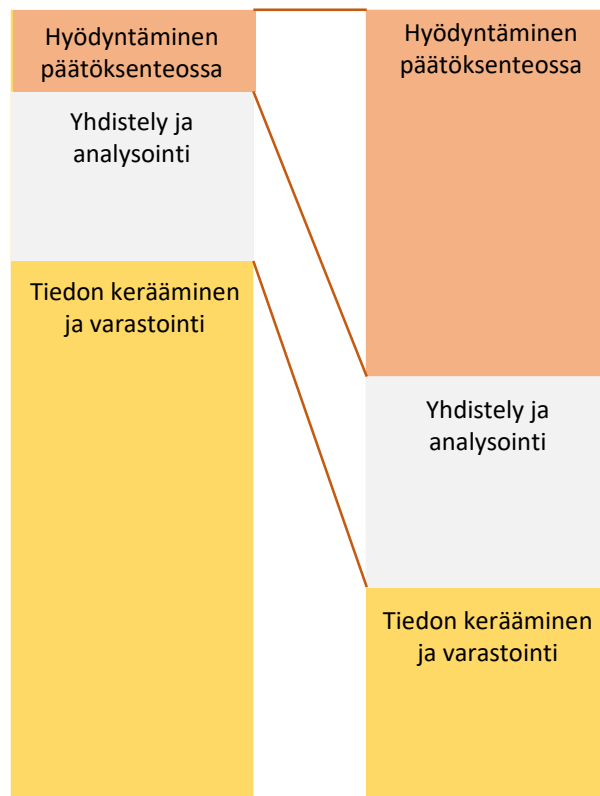 Hyödyntäminen
päätöksenteossa
Yhdistely ja
analysointi
Tiedon kerääminen
ja varastointi
Hyödyntäminen
päätöksenteossa
Yhdistely ja
analysointi
Tiedon kerääminen
ja varastointi